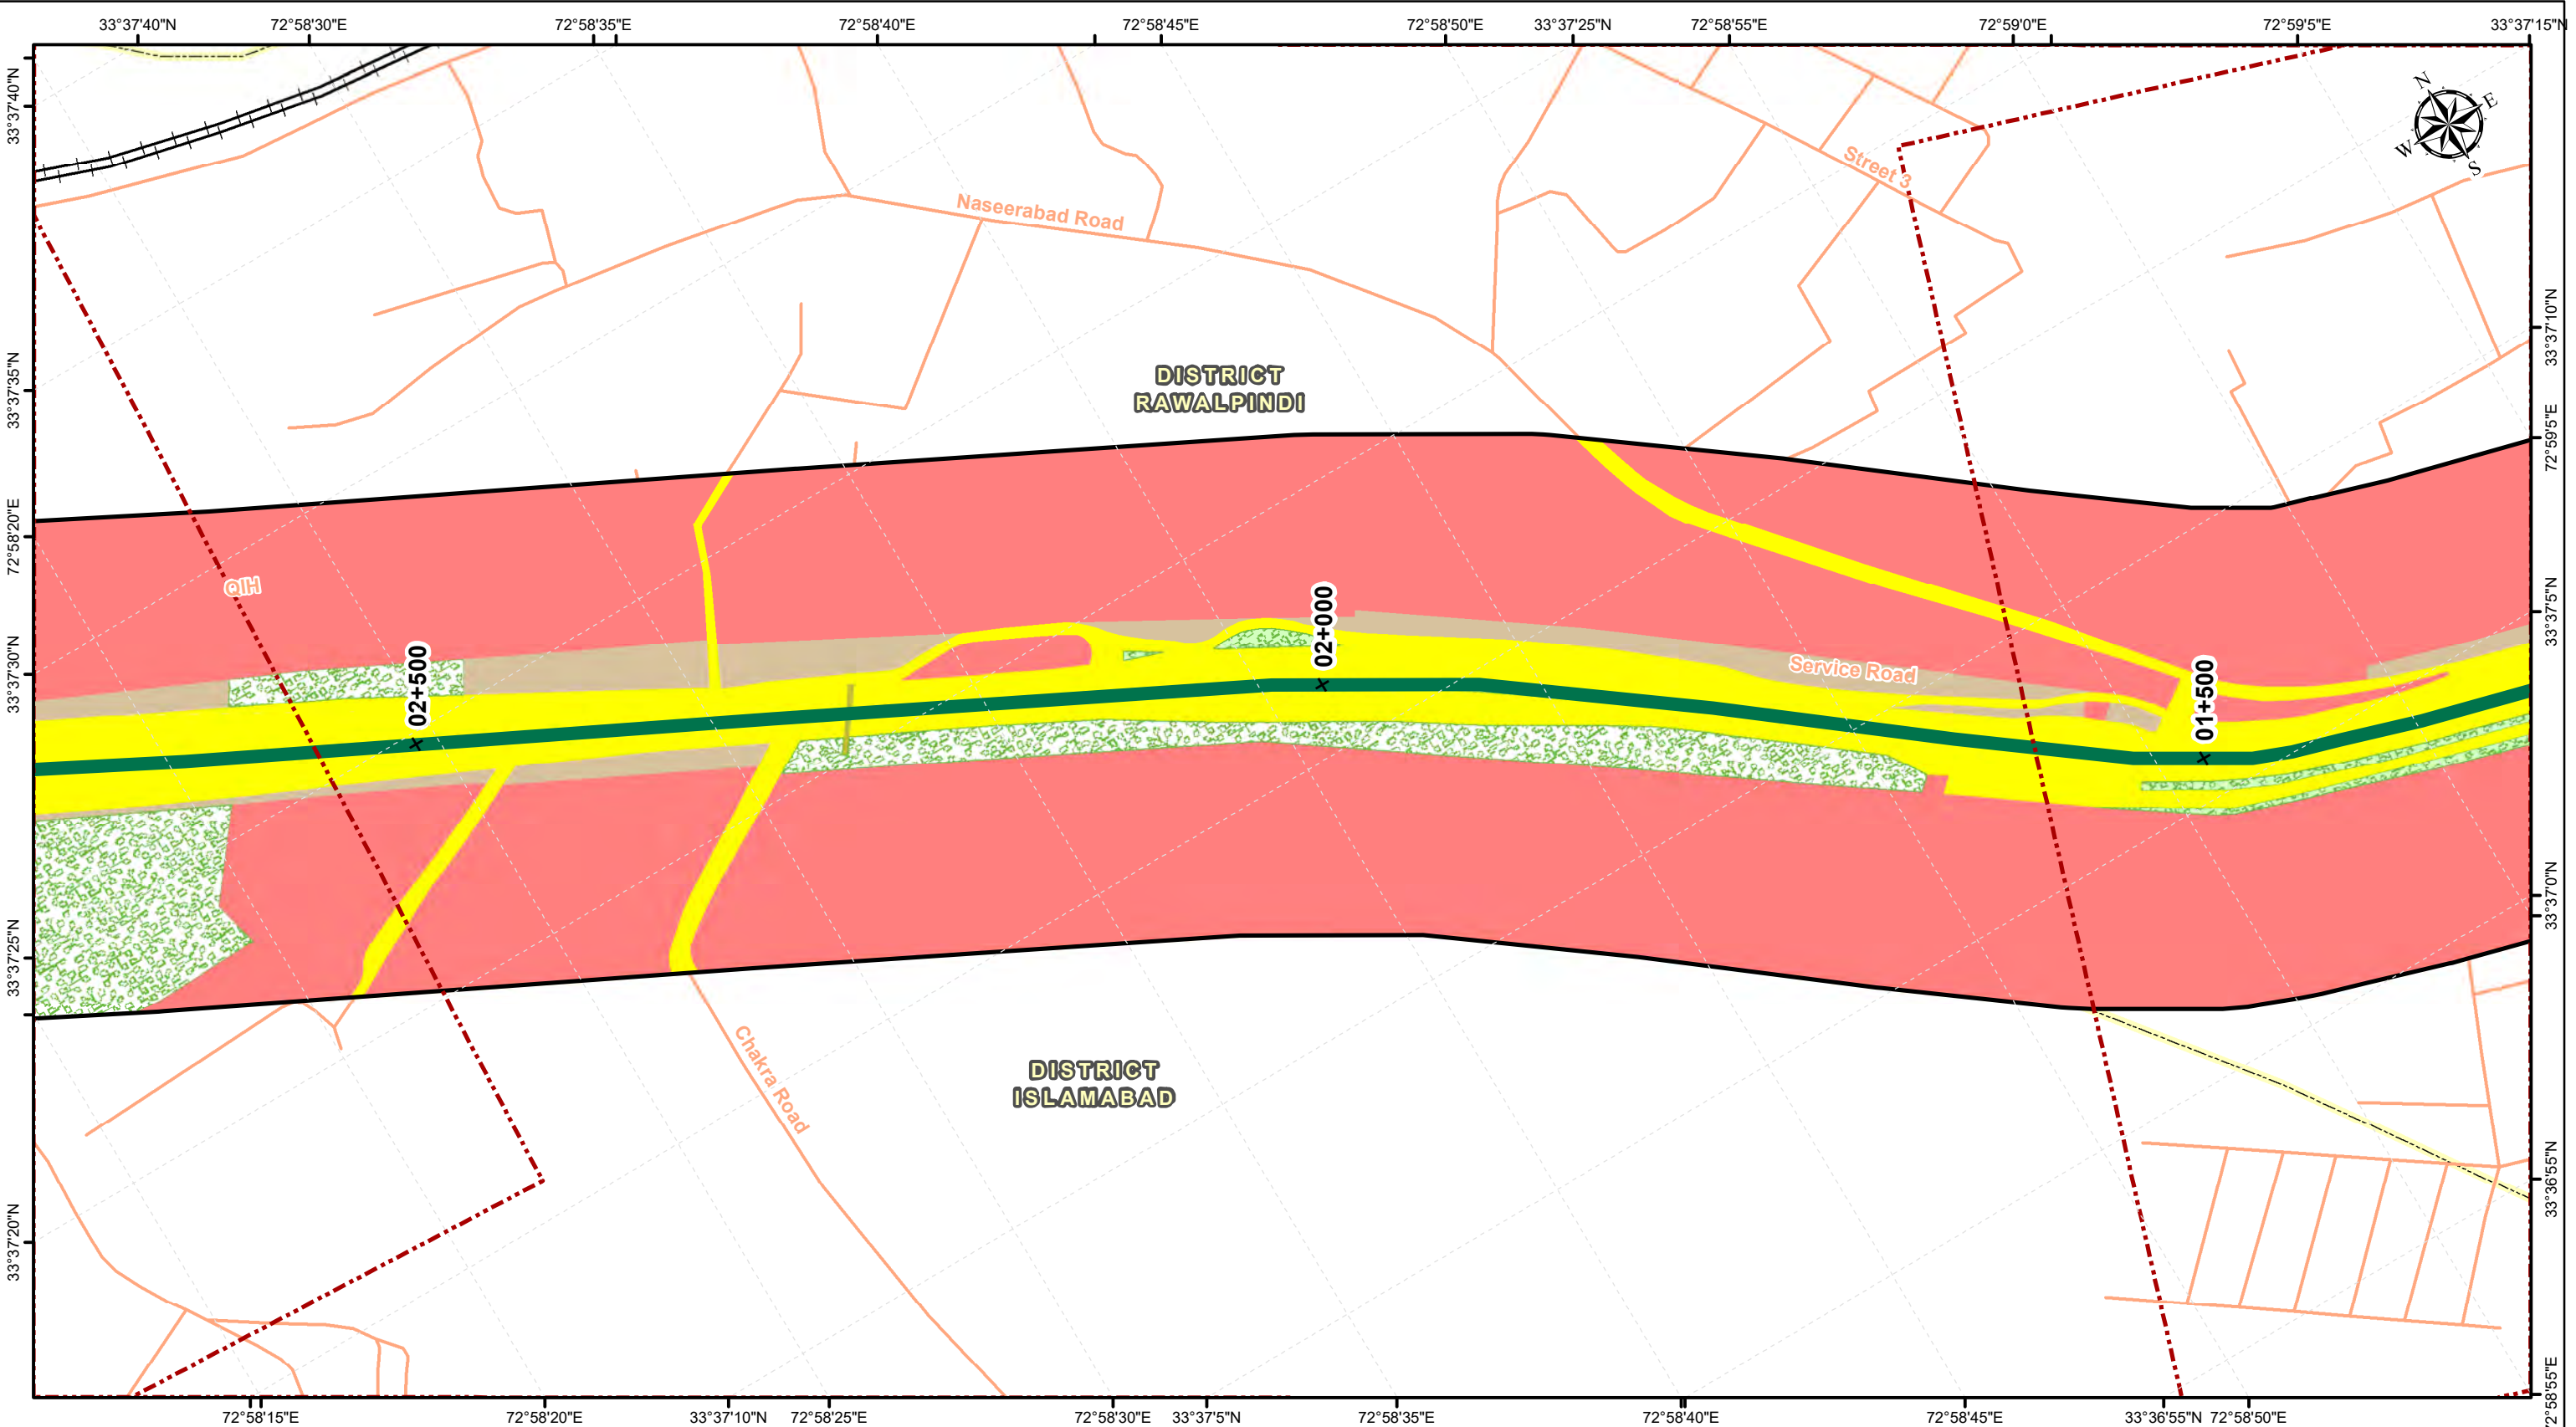 33°37'40"N
72°58'30"E
72°58'35"E
72°58'40"E
72°58'45"E
72°58'50"E
33°37'25"N
72°58'55"E
72°59'0"E
72°59'5"E
33°37'15"N
N
E
W
S
33°37'40"N
33°37'35"N
72°58'20"E
33°37'30"N
33°37'25"N
33°37'20"N
Street 3
Naseerabad Road
DISTRICT
RAWALPINDI
QIH
02+500
02+000
Service Road
01+500
Chakra Road
DISTRICT
ISLAMABAD
33°37'10"N
72°59'5"E
33°37'5"N
33°37'0"N
33°36'55"N
72°58'55"E
72°58'15"E
72°58'20"E
33°37'10"N
72°58'25"E
72°58'30"E
33°37'5"N
72°58'35"E
72°58'40"E
72°58'45"E
33°36'55"N
72°58'50"E